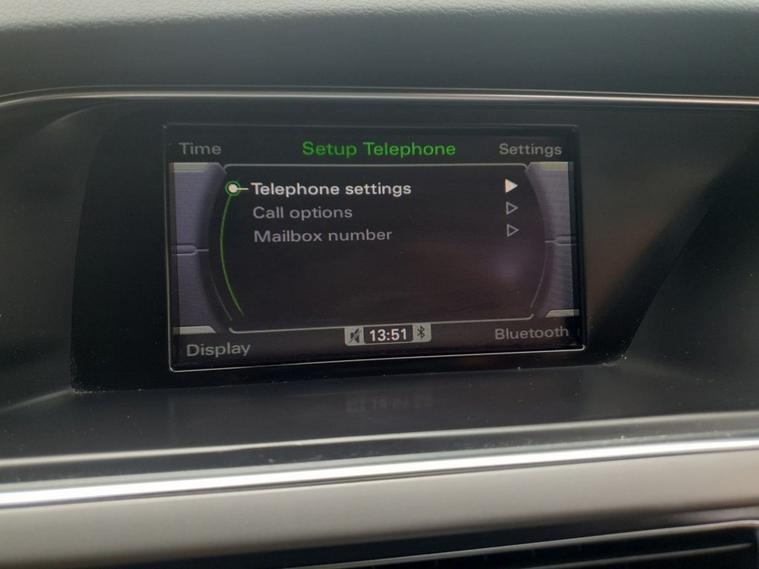 Time Setup Telephone Settings
Telephone settings
Call options
Mailbox number
Display 13:51 Bluetooth